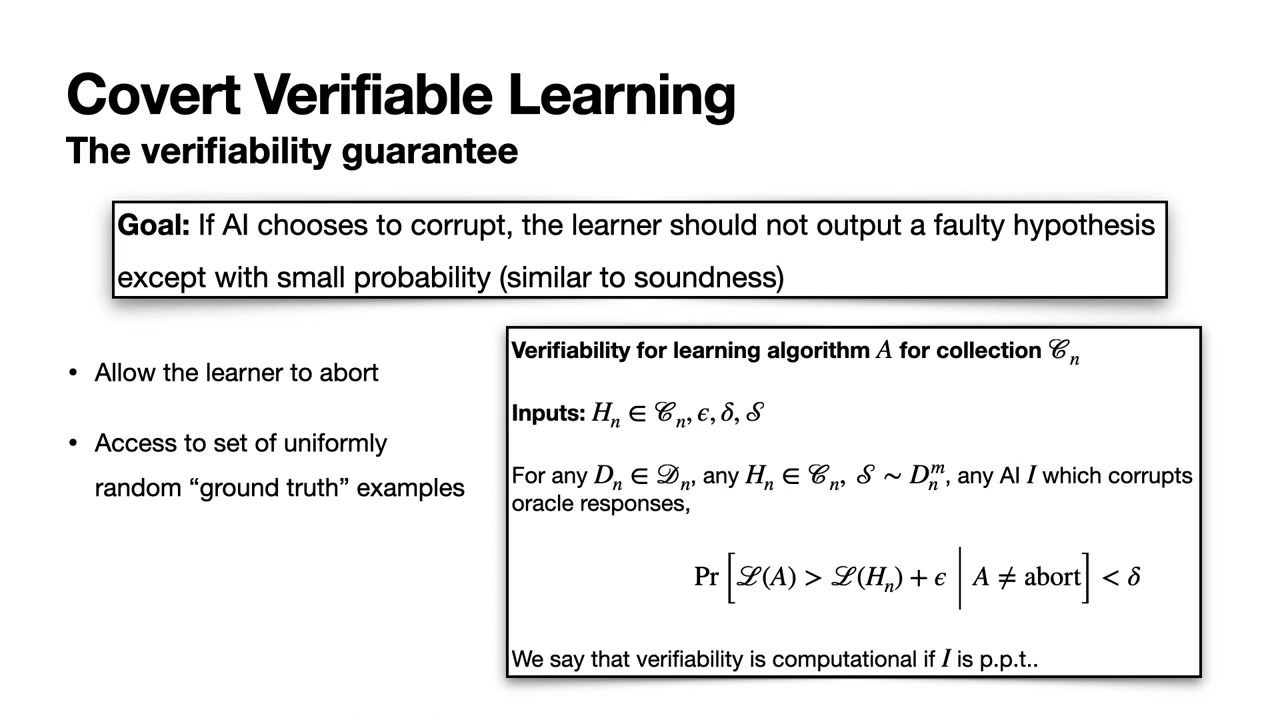 Covert Verifiable Learning
The verifiability guarantee
Goal: If AI chooses to corrupt, the learner should not output a faulty hypothesis
except with small probability (similar to soundness)
• Allow the learner to abort
• Access to set of uniformly
random “ground truth” examples
Verifiability for learning algorithm A for collection 𝒞ₙ
Inputs: Hₙ ∈ 𝒞ₙ, ϵ, δ, 𝒮
For any Dₙ ∈ 𝒟ₙ, any Hₙ ∈ 𝒞ₙ, 𝒮 ∼ Dₙᵐ, any AI I which corrupts
oracle responses,
Pr [ℒ(A) > ℒ(Hₙ) + ϵ | A ≠ abort] < δ
We say that verifiability is computational if I is p.p.t..